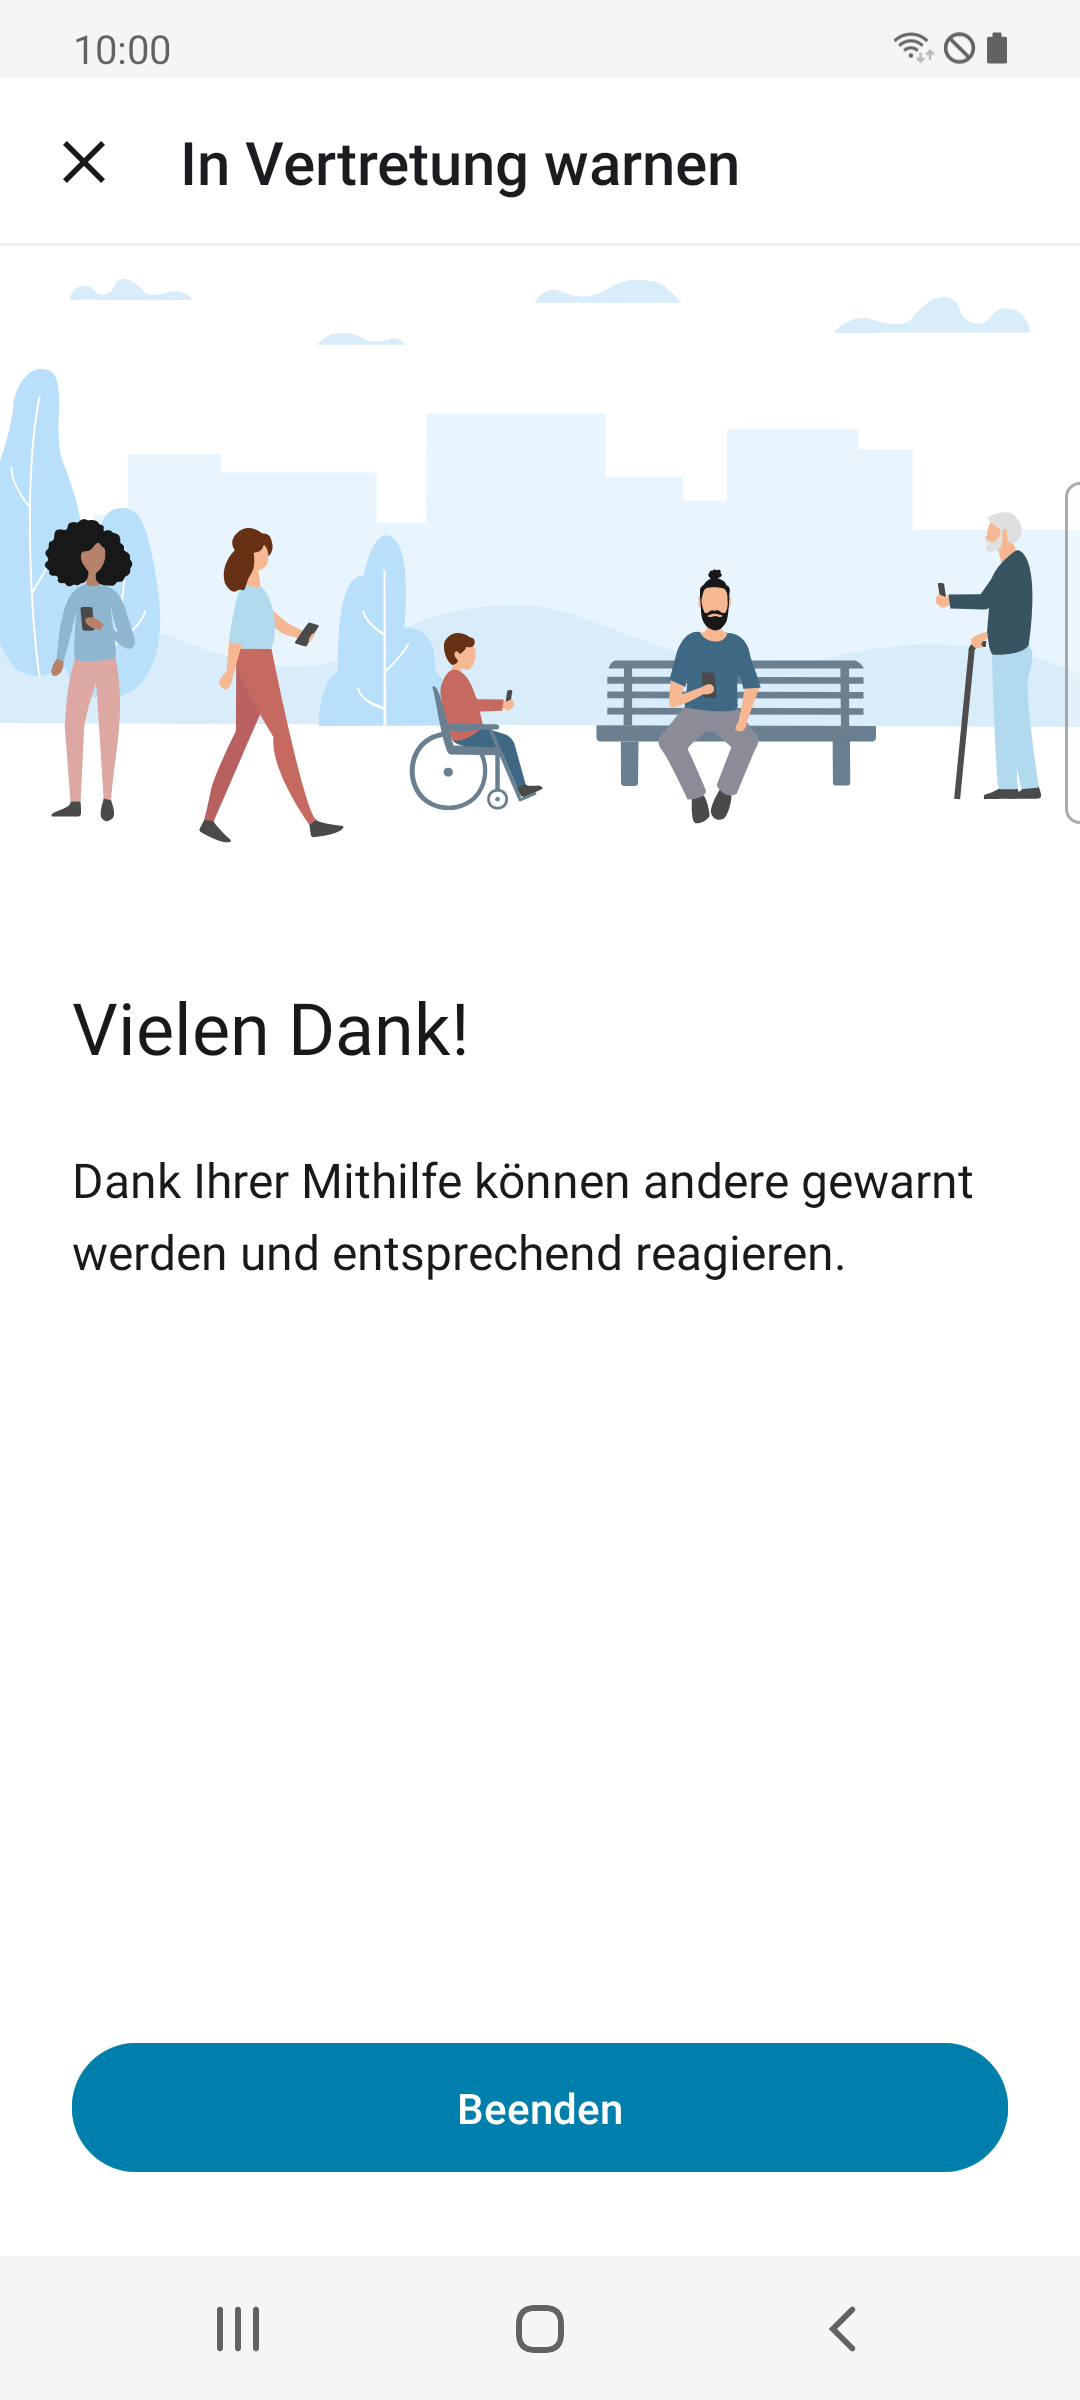 10:00
In Vertretung warnen
Vielen Dank!
Dank Ihrer Mithilfe können andere gewarnt
werden und entsprechend reagieren.
Beenden